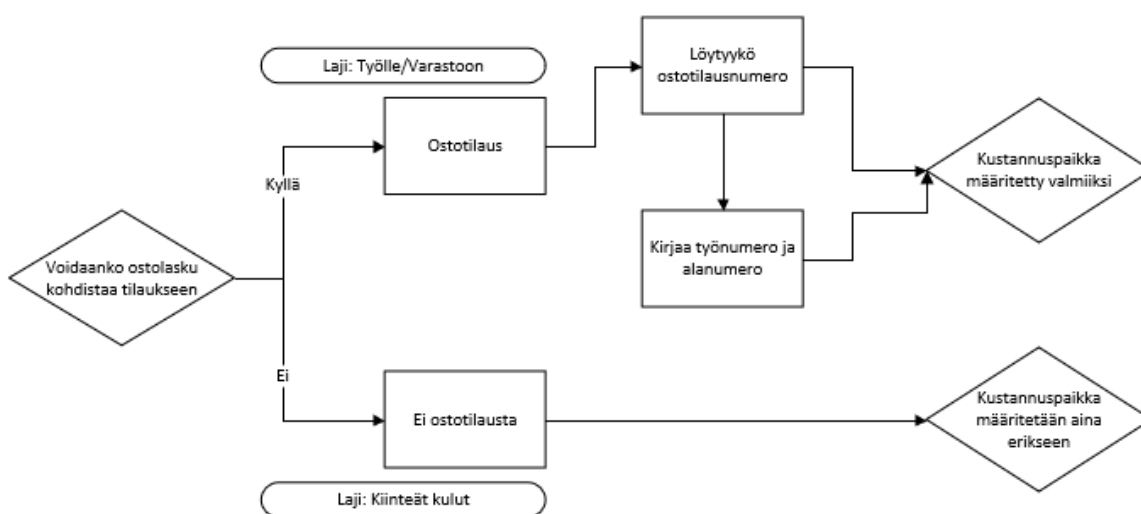 Laji: Työlle/Varastoon
Löytyykö
ostotilausnumero
Ostotilaus
Kyllä
Kustannuspaikka
määritetty valmiiksi
Voidaanko ostolasku
kohdistaa tilaukseen
Kirjaa työnumero ja
alanumero
Ei
Ei ostotilausta
Kustannuspaikka
määritetään aina
erikseen
Laji: Kiinteät kulut